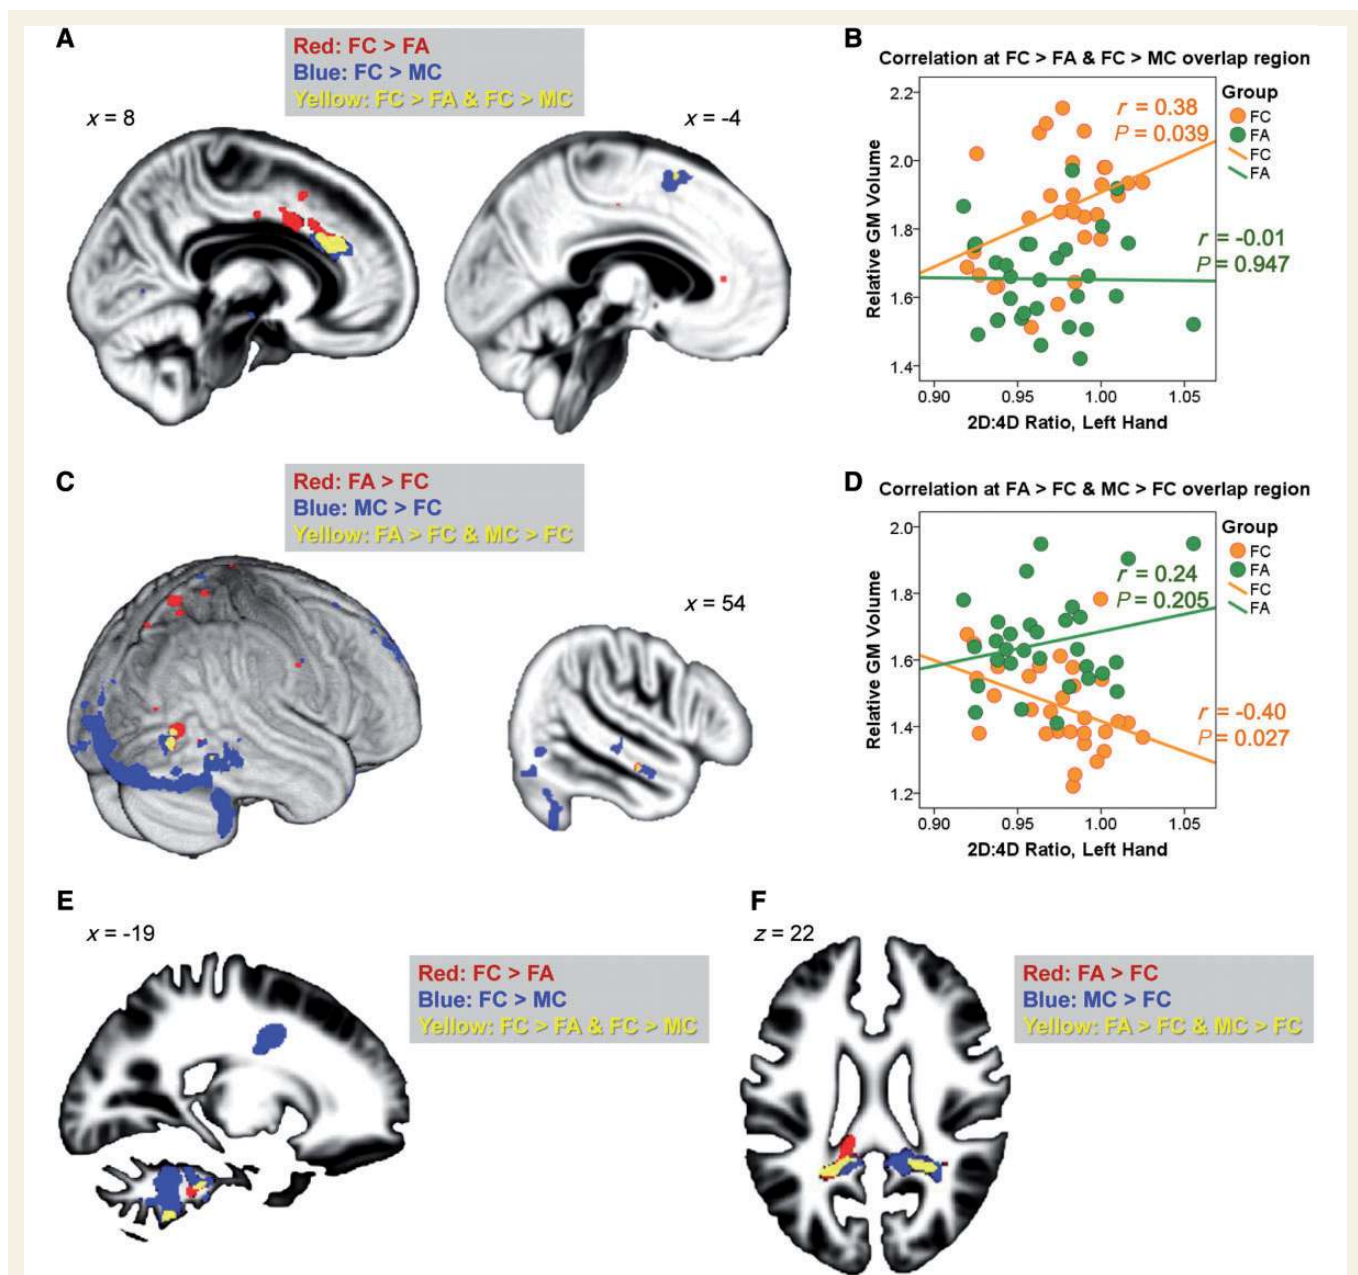 A
Red: FC > FA
Blue: FC > MC
Yellow: FC > FA & FC > MC
x = 8
x = -4
B
Correlation at FC > FA & FC > MC overlap region
Relative GM Volume
2.2
2.0
1.8
1.6
1.4
0.90 0.95 1.00 1.05
2D:4D Ratio, Left Hand
r = 0.38
P = 0.039
r = -0.01
P = 0.947
Group
FC
FA
FC
FA
C
Red: FA > FC
Blue: MC > FC
Yellow: FA > FC & MC > FC
x = 54
D
Correlation at FA > FC & MC > FC overlap region
Relative GM Volume
2.0
1.8
1.6
1.4
1.2
0.90 0.95 1.00 1.05
2D:4D Ratio, Left Hand
r = 0.24
P = 0.205
r = -0.40
P = 0.027
Group
FC
FA
FC
FA
E
x = -19
Red: FC > FA
Blue: FC > MC
Yellow: FC > FA & FC > MC
F
z = 22
Red: FA > FC
Blue: MC > FC
Yellow: FA > FC & MC > FC